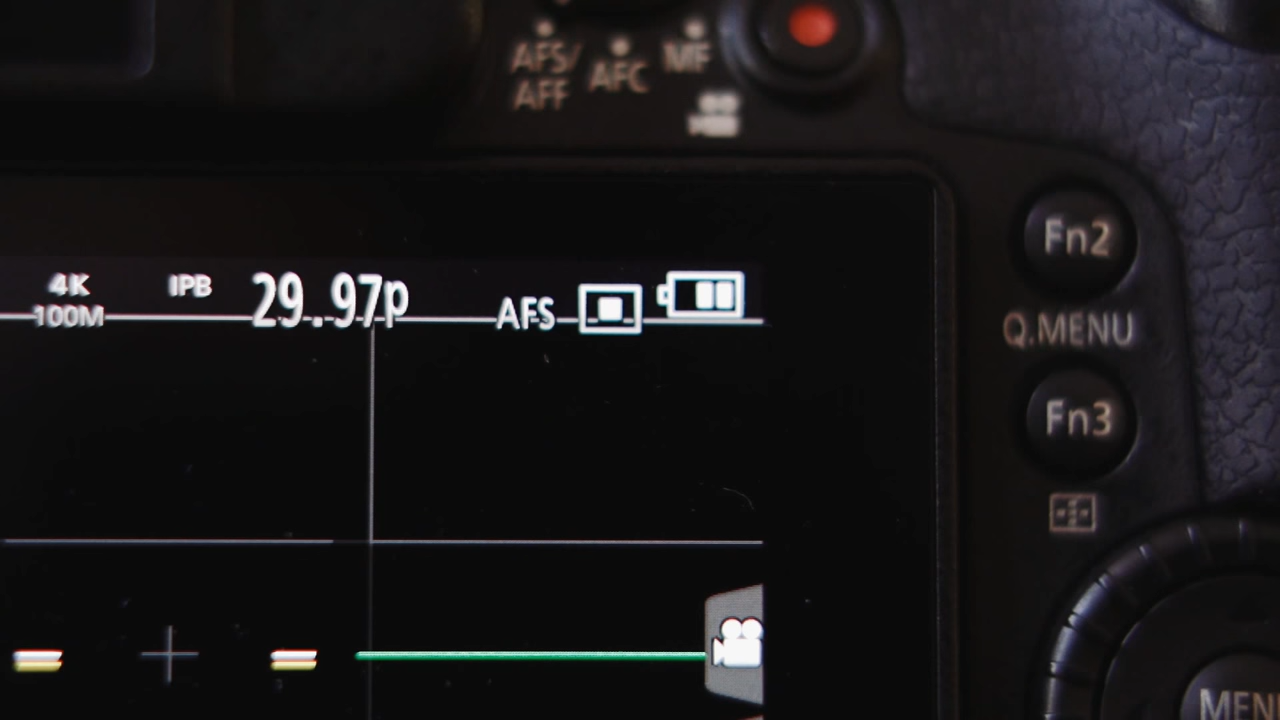 AFS/
AFF
AFC
MF
Fn2
Q.MENU
Fn3
4K
100M
IPB
29.97p
AFS
MENU